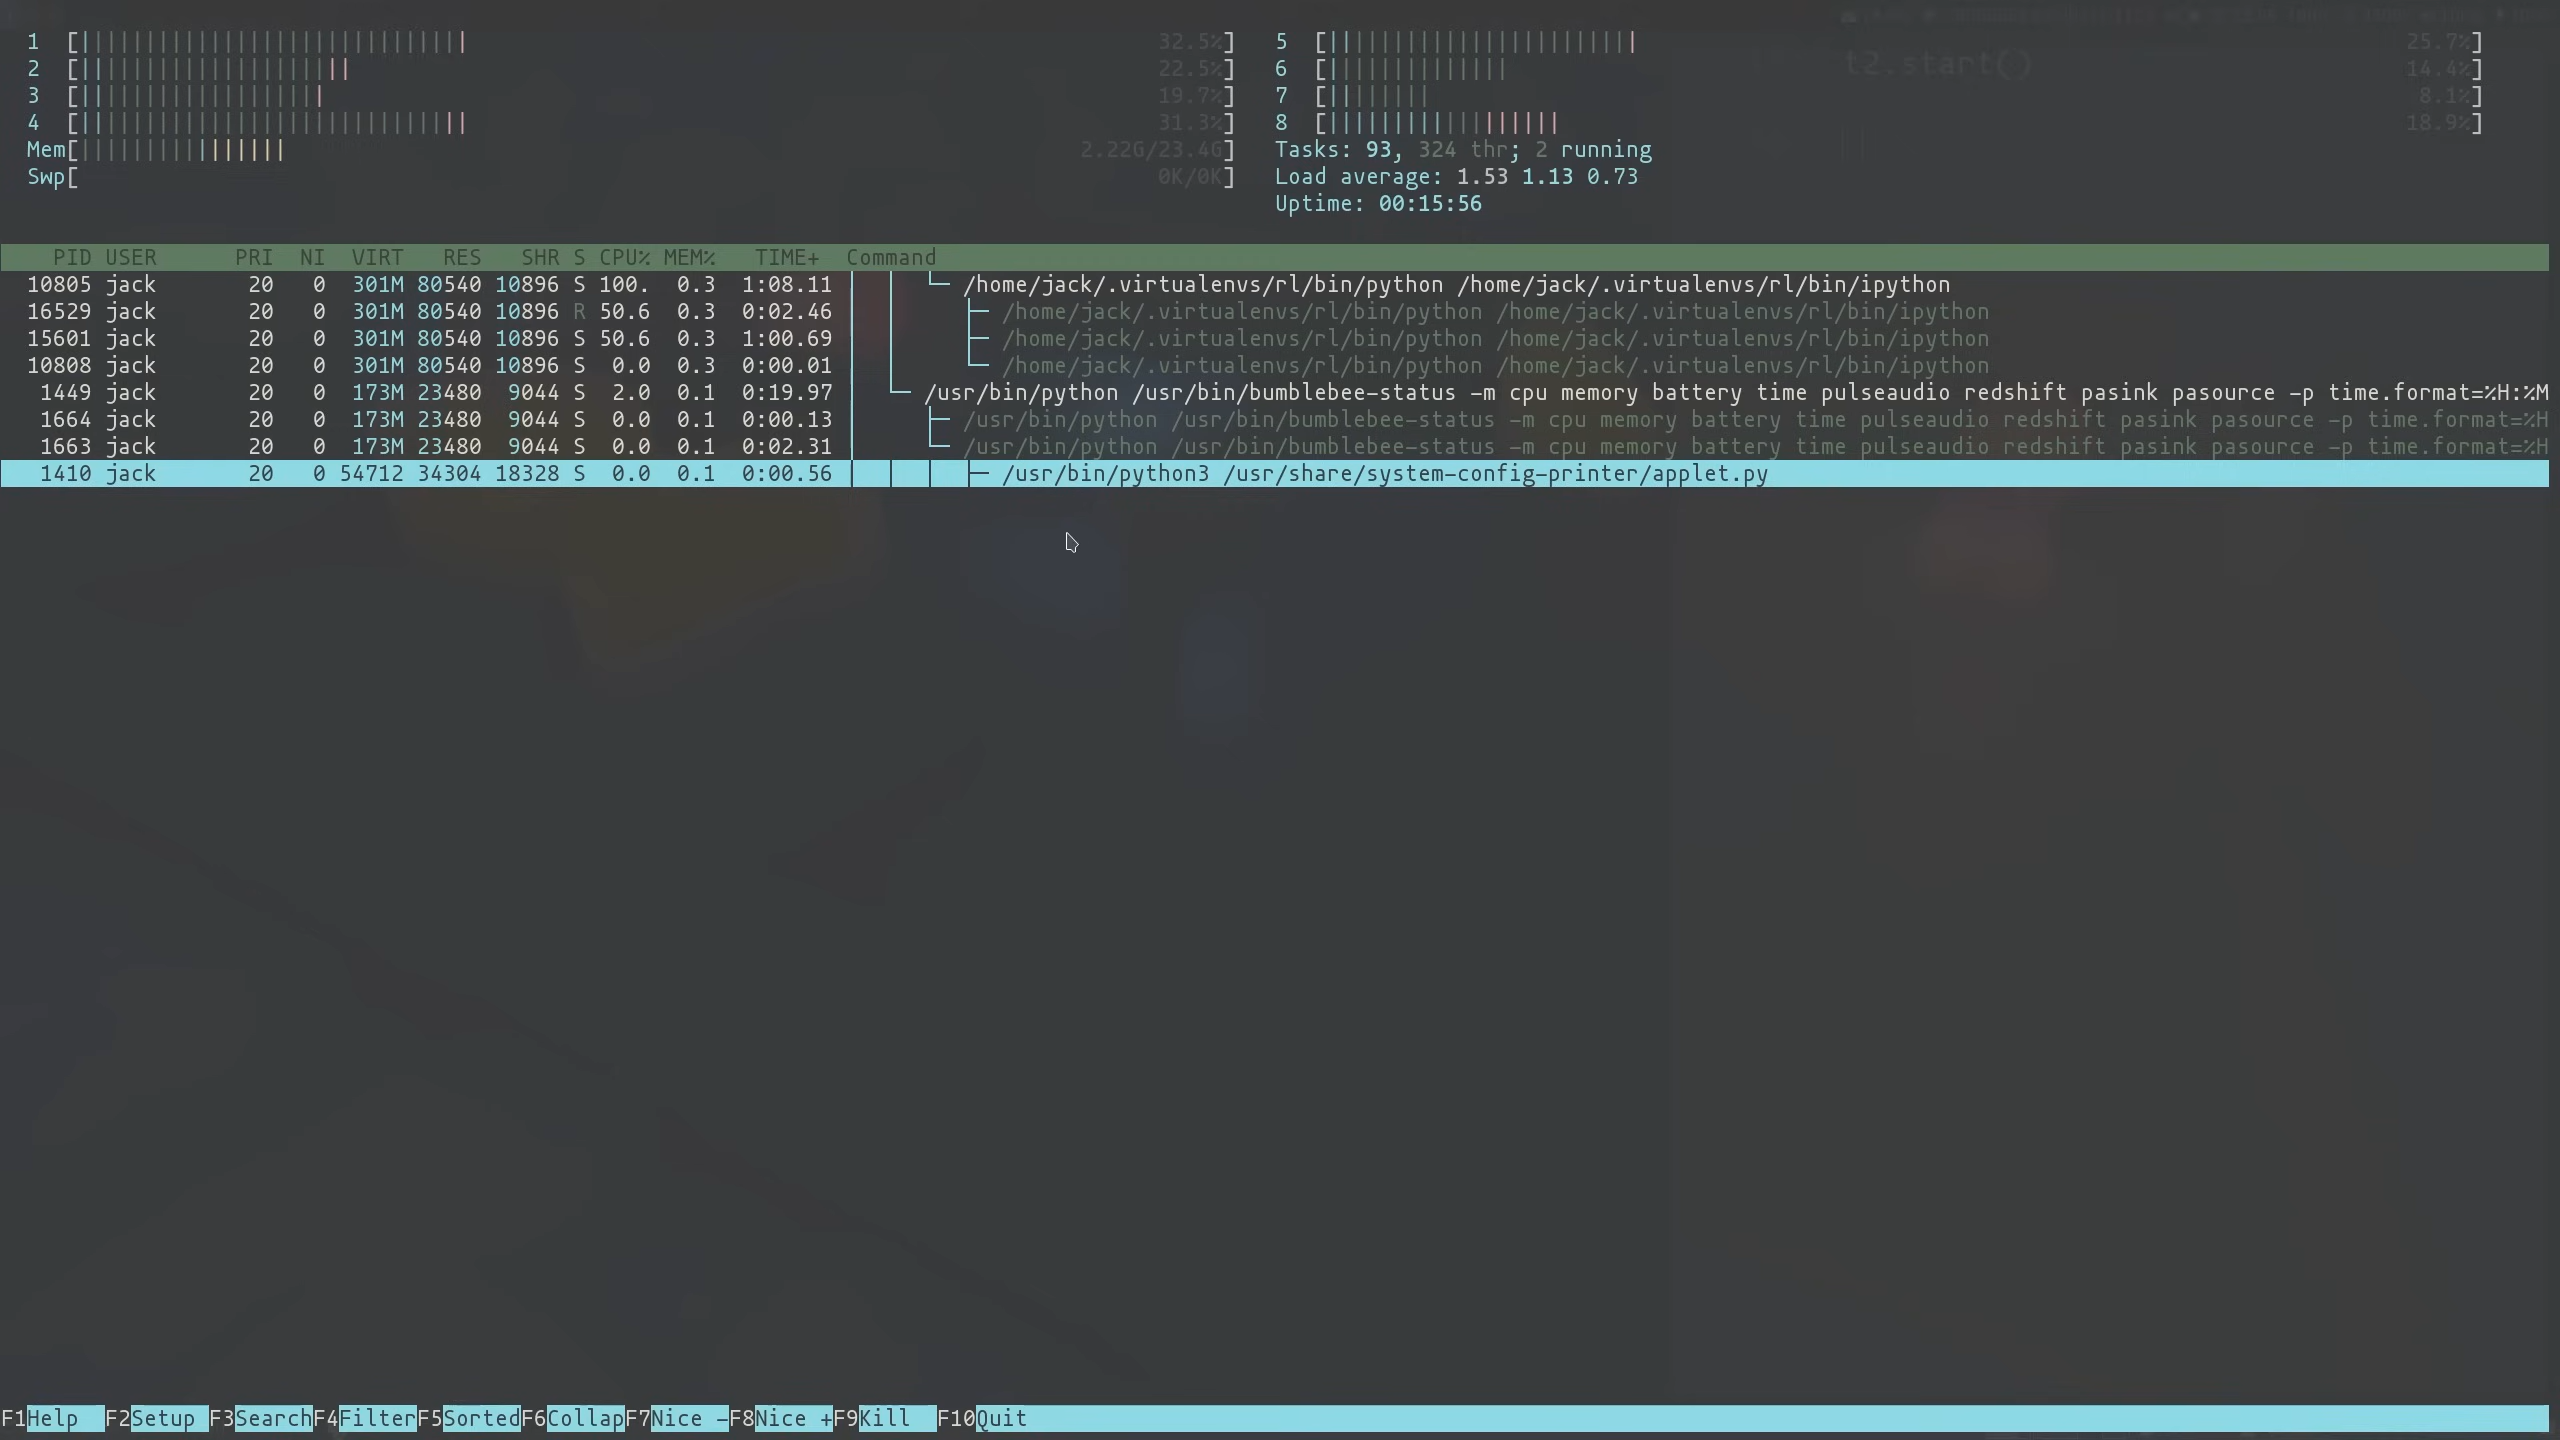 1 [||||||||||||||||||||||||||||||| 32.5%] 5 [|||||||||||||||||||||||| 25.7%]
2 [||||||||||||||||||||| 22.5%] 6 [|||||||||||||| 14.4%]
3 [||||||||||||||||||| 19.7%] 7 [|||||||| 8.1%]
4 [|||||||||||||||||||||||||||||| 31.3%] 8 [|||||||||||||||||| 18.9%]
t2.start()
Mem[|||||||||||||||| 2.22G/23.4G] Tasks: 93, 324 thr; 2 running
Swp[ 0K/0K] Load average: 1.53 1.13 0.73
Uptime: 00:15:56
PID USER PRI NI VIRT RES SHR S CPU% MEM% TIME+ Command
10805 jack 20 0 301M 80540 10896 S 100. 0.3 1:08.11 │ │ └─ /home/jack/.virtualenvs/rl/bin/python /home/jack/.virtualenvs/rl/bin/ipython
16529 jack 20 0 301M 80540 10896 R 50.6 0.3 0:02.46 │ │ ├─ /home/jack/.virtualenvs/rl/bin/python /home/jack/.virtualenvs/rl/bin/ipython
15601 jack 20 0 301M 80540 10896 S 50.6 0.3 1:00.69 │ │ ├─ /home/jack/.virtualenvs/rl/bin/python /home/jack/.virtualenvs/rl/bin/ipython
10808 jack 20 0 301M 80540 10896 S 0.0 0.3 0:00.01 │ │ └─ /home/jack/.virtualenvs/rl/bin/python /home/jack/.virtualenvs/rl/bin/ipython
1449 jack 20 0 173M 23480 9044 S 2.0 0.1 0:19.97 │ └─ /usr/bin/python /usr/bin/bumblebee-status -m cpu memory battery time pulseaudio redshift pasink pasource -p time.format=%H:%M
1664 jack 20 0 173M 23480 9044 S 0.0 0.1 0:00.13 │ ├─ /usr/bin/python /usr/bin/bumblebee-status -m cpu memory battery time pulseaudio redshift pasink pasource -p time.format=%H
1663 jack 20 0 173M 23480 9044 S 0.0 0.1 0:02.31 │ └─ /usr/bin/python /usr/bin/bumblebee-status -m cpu memory battery time pulseaudio redshift pasink pasource -p time.format=%H
1410 jack 20 0 54712 34304 18328 S 0.0 0.1 0:00.56 │ │ │ ├─ /usr/bin/python3 /usr/share/system-config-printer/applet.py
F1Help F2Setup F3SearchF4FilterF5SortedF6CollapF7Nice -F8Nice +F9Kill F10Quit